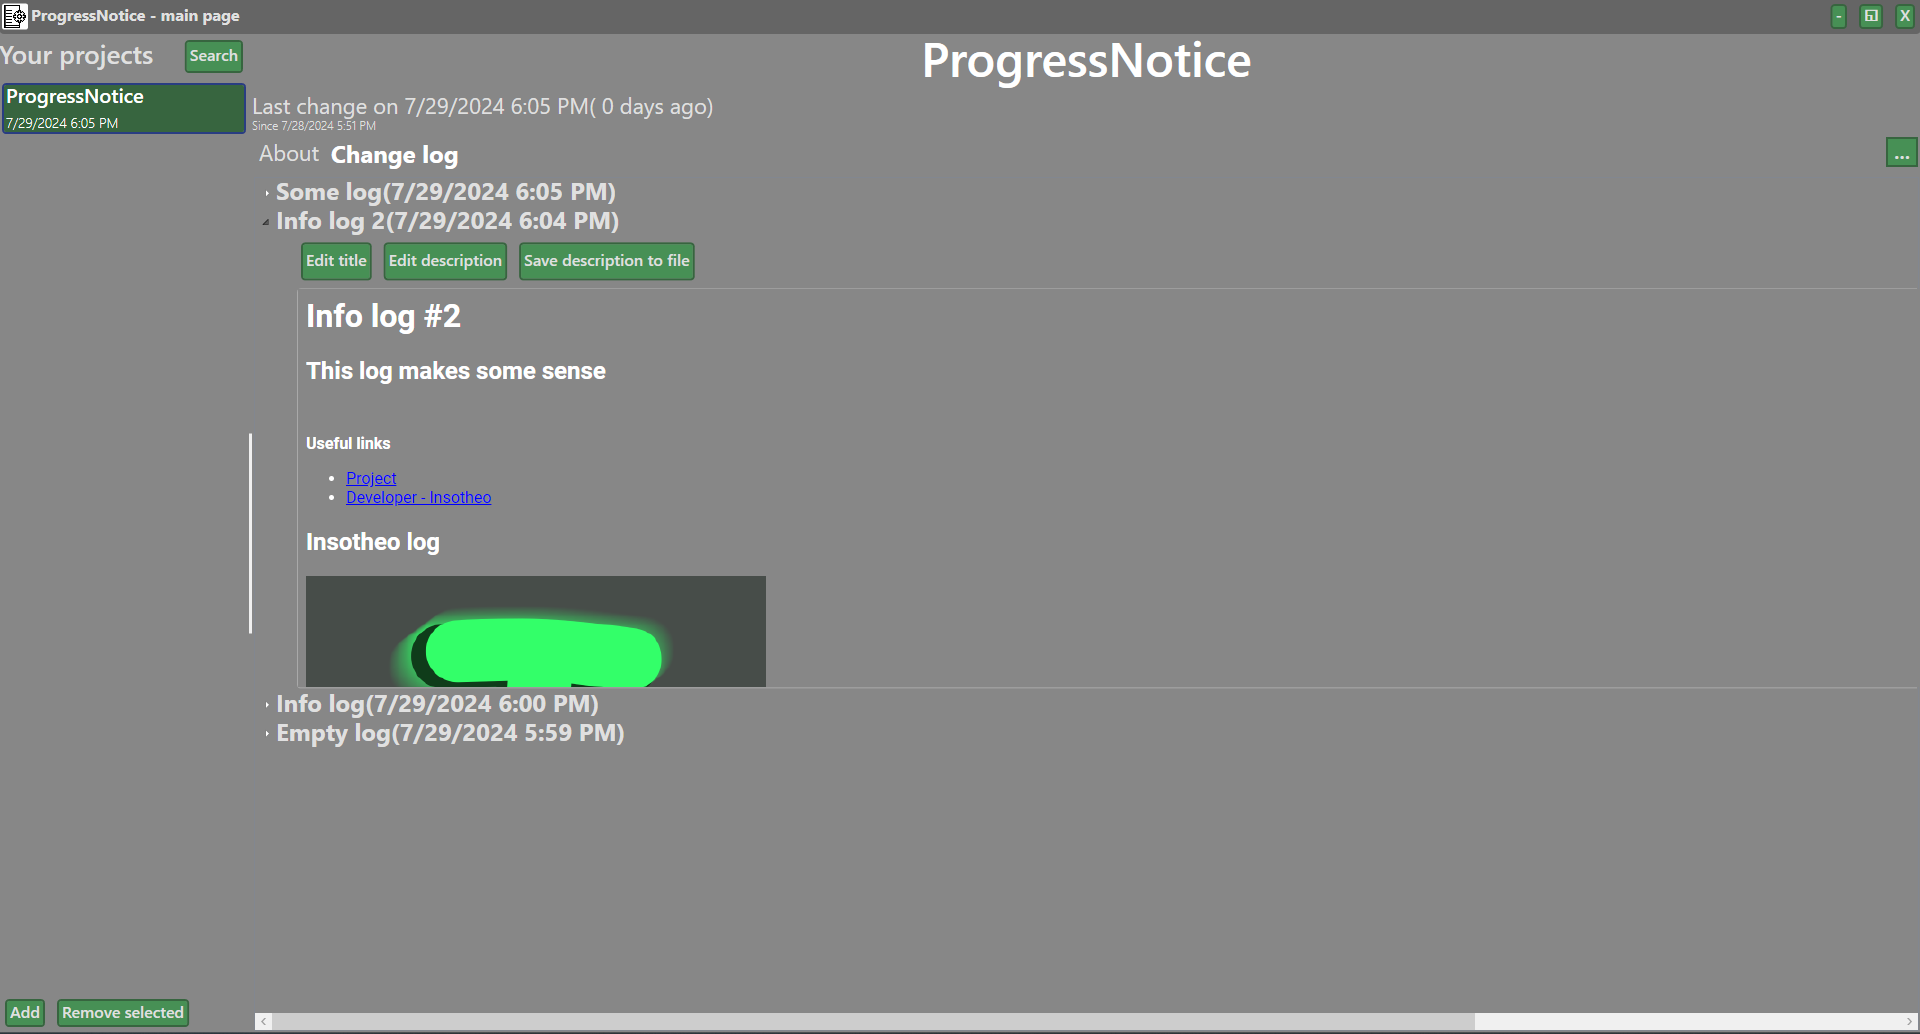 ProgressNotice - main page
- X
Your projects Search
ProgressNotice
7/29/2024 6:05 PM
ProgressNotice
Last change on 7/29/2024 6:05 PM( 0 days ago)
Since 7/28/2024 5:51 PM
About Change log ...
Some log(7/29/2024 6:05 PM)
Info log 2(7/29/2024 6:04 PM)
Edit title Edit description Save description to file
Info log #2
This log makes some sense
Useful links
• Project
• Developer - Insotheo
Insotheo log
Info log(7/29/2024 6:00 PM)
Empty log(7/29/2024 5:59 PM)
Add Remove selected